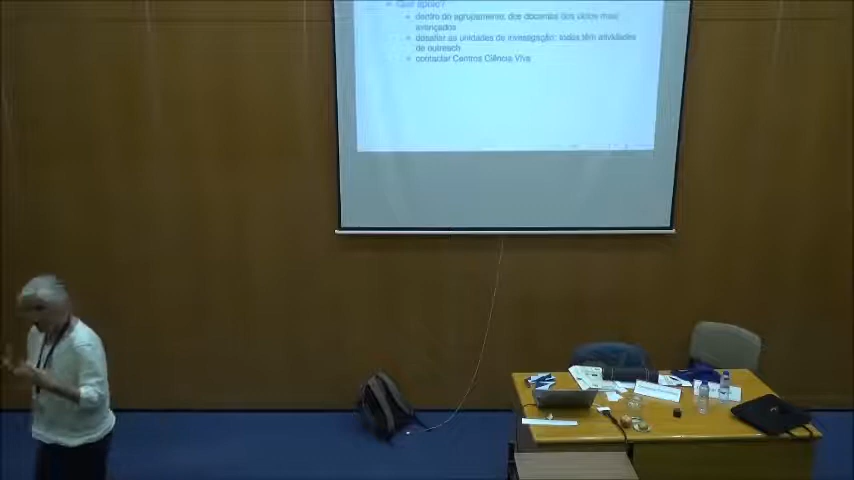 Que apoio?
dentro do agrupamento: dos docentes dos ciclos mais
avançados
desafiar as unidades de investigação: todas têm atividades
de outreach
contactar Centros Ciência Viva